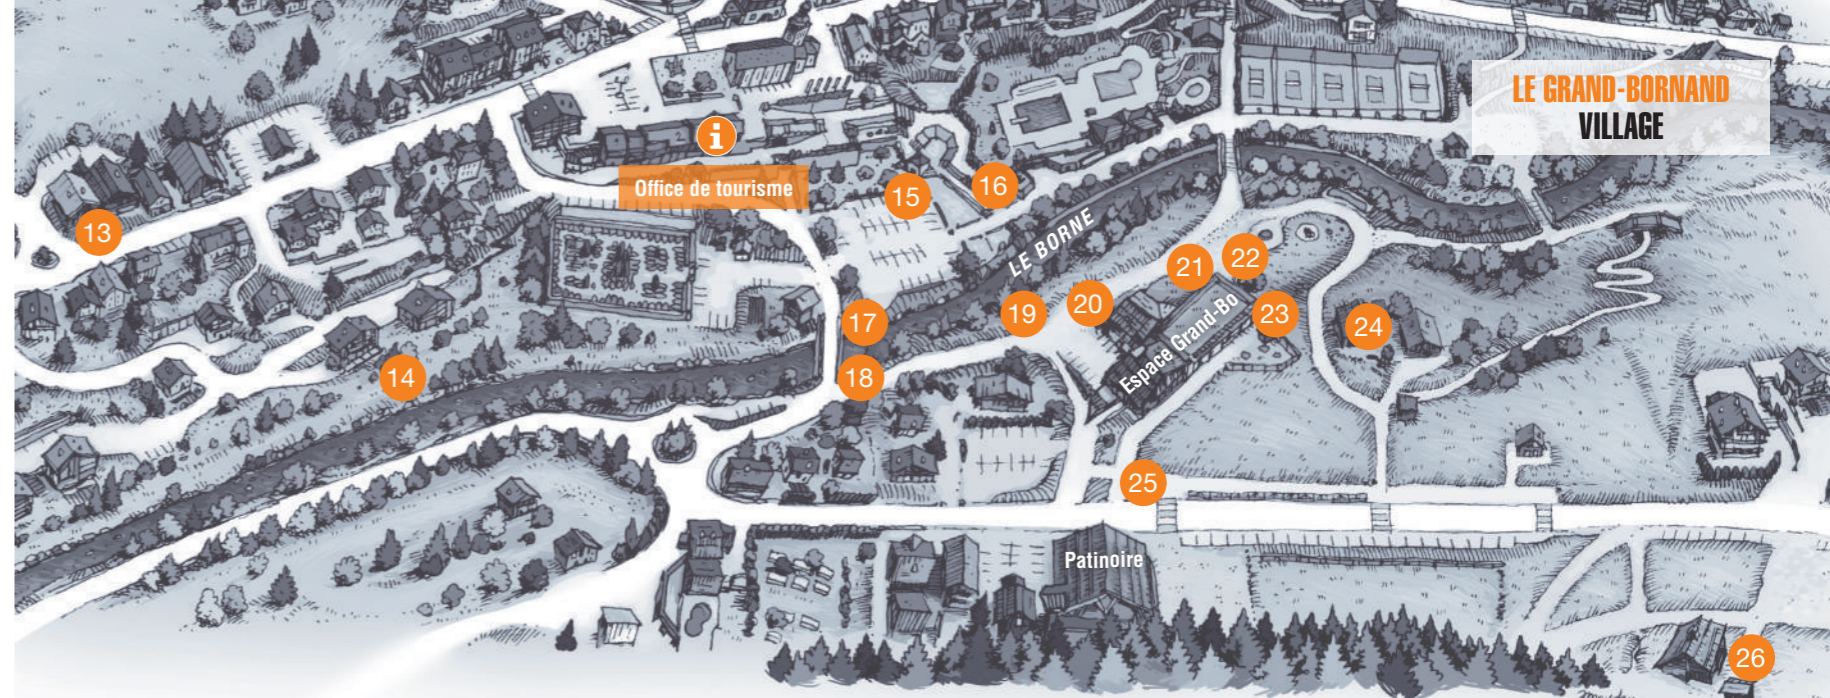 LE GRAND-BORNAND
VILLAGE
i
Office de tourisme
13
14
15
16
LE BORNE
17
18
19
20
21
22
23
24
Espace Grand-Bo
25
Patinoire
26